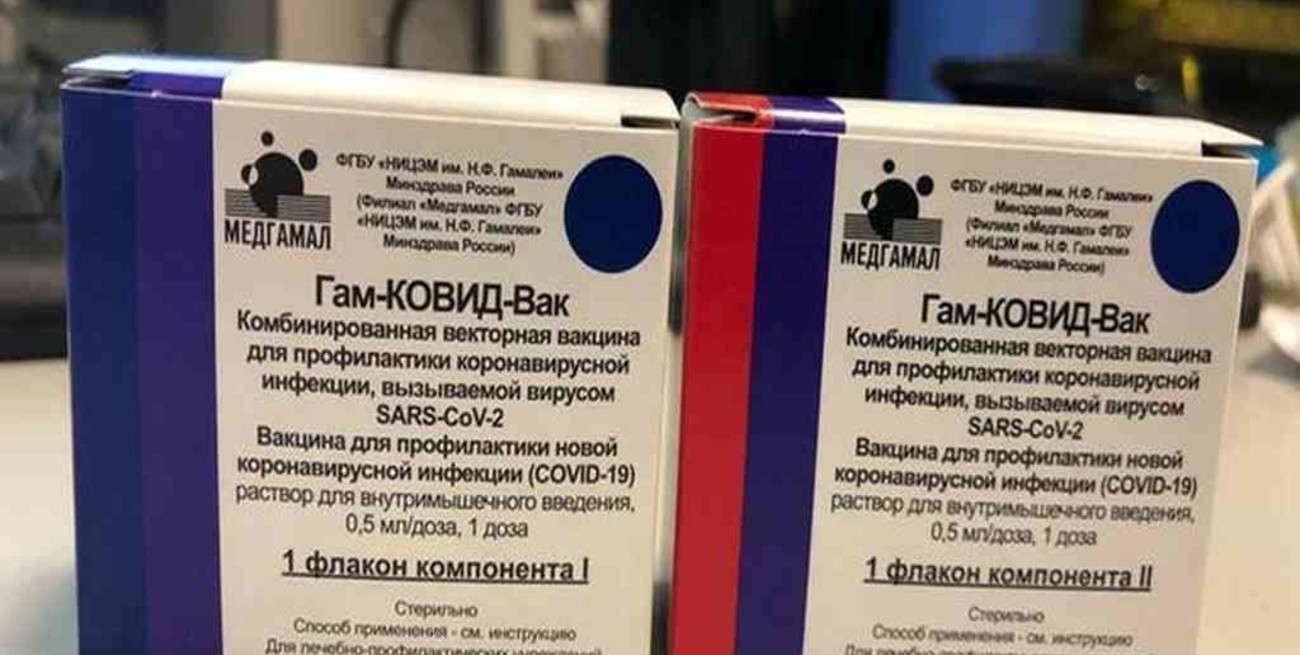 МЕДГАМАЛ
ФГБУ «НИЦЭМ им. Н.Ф. Гамалеи»
Минздрава России
(Филиал «Медгамал» ФГБУ
«НИЦЭМ им. Н.Ф. Гамалеи»
Минздрава России)
Гам-КОВИД-Вак
Комбинированная векторная вакцина
для профилактики коронавирусной
инфекции, вызываемой вирусом
SARS-CoV-2
Вакцина для профилактики новой
коронавирусной инфекции (COVID-19)
раствор для внутримышечного введения,
0,5 мл/доза, 1 доза
1 флакон компонента I
Стерильно
Способ применения - см. инструкцию
Для лечебно-профилактических учреждений
МЕДГАМАЛ
ФГБУ «НИЦЭМ им. Н.Ф. Гамалеи»
Минздрава России
(Филиал «Медгамал» ФГБУ
«НИЦЭМ им. Н.Ф. Гамалеи»
Минздрава России)
Гам-КОВИД-Вак
Комбинированная векторная вакцина
для профилактики коронавирусной
инфекции, вызываемой вирусом
SARS-CoV-2
Вакцина для профилактики новой
коронавирусной инфекции (COVID-19)
раствор для внутримышечного введения,
0,5 мл/доза, 1 доза
1 флакон компонента II
Стерильно
Способ применения - см. инструкцию